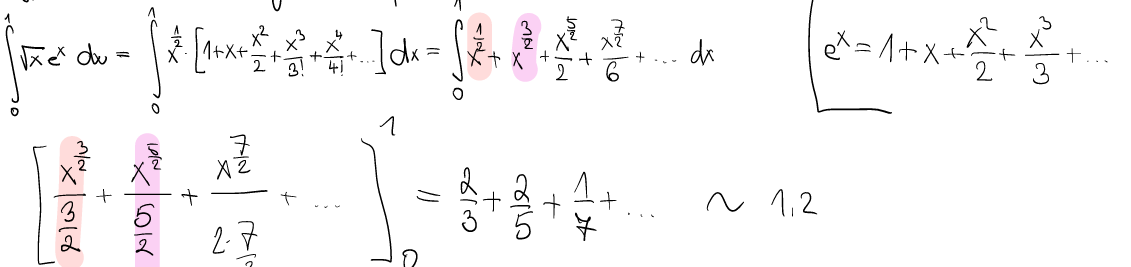 ∫₀¹ √x eˣ dx = ∫₀¹ x^(1/2) · [1+x+x²/2+x³/3!+x⁴/4!+...] dx = ∫₀¹ x^(1/2) + x^(3/2) + x^(5/2)/2 + x^(7/2)/6 + ... dx
eˣ = 1 + x + x²/2 + x³/3 + ...
[x^(3/2)/(3/2) + x^(5/2)/(5/2) + x^(7/2)/(2·7/2) + ...]₀¹ = 2/3 + 2/5 + 1/7 + ... ~ 1,2